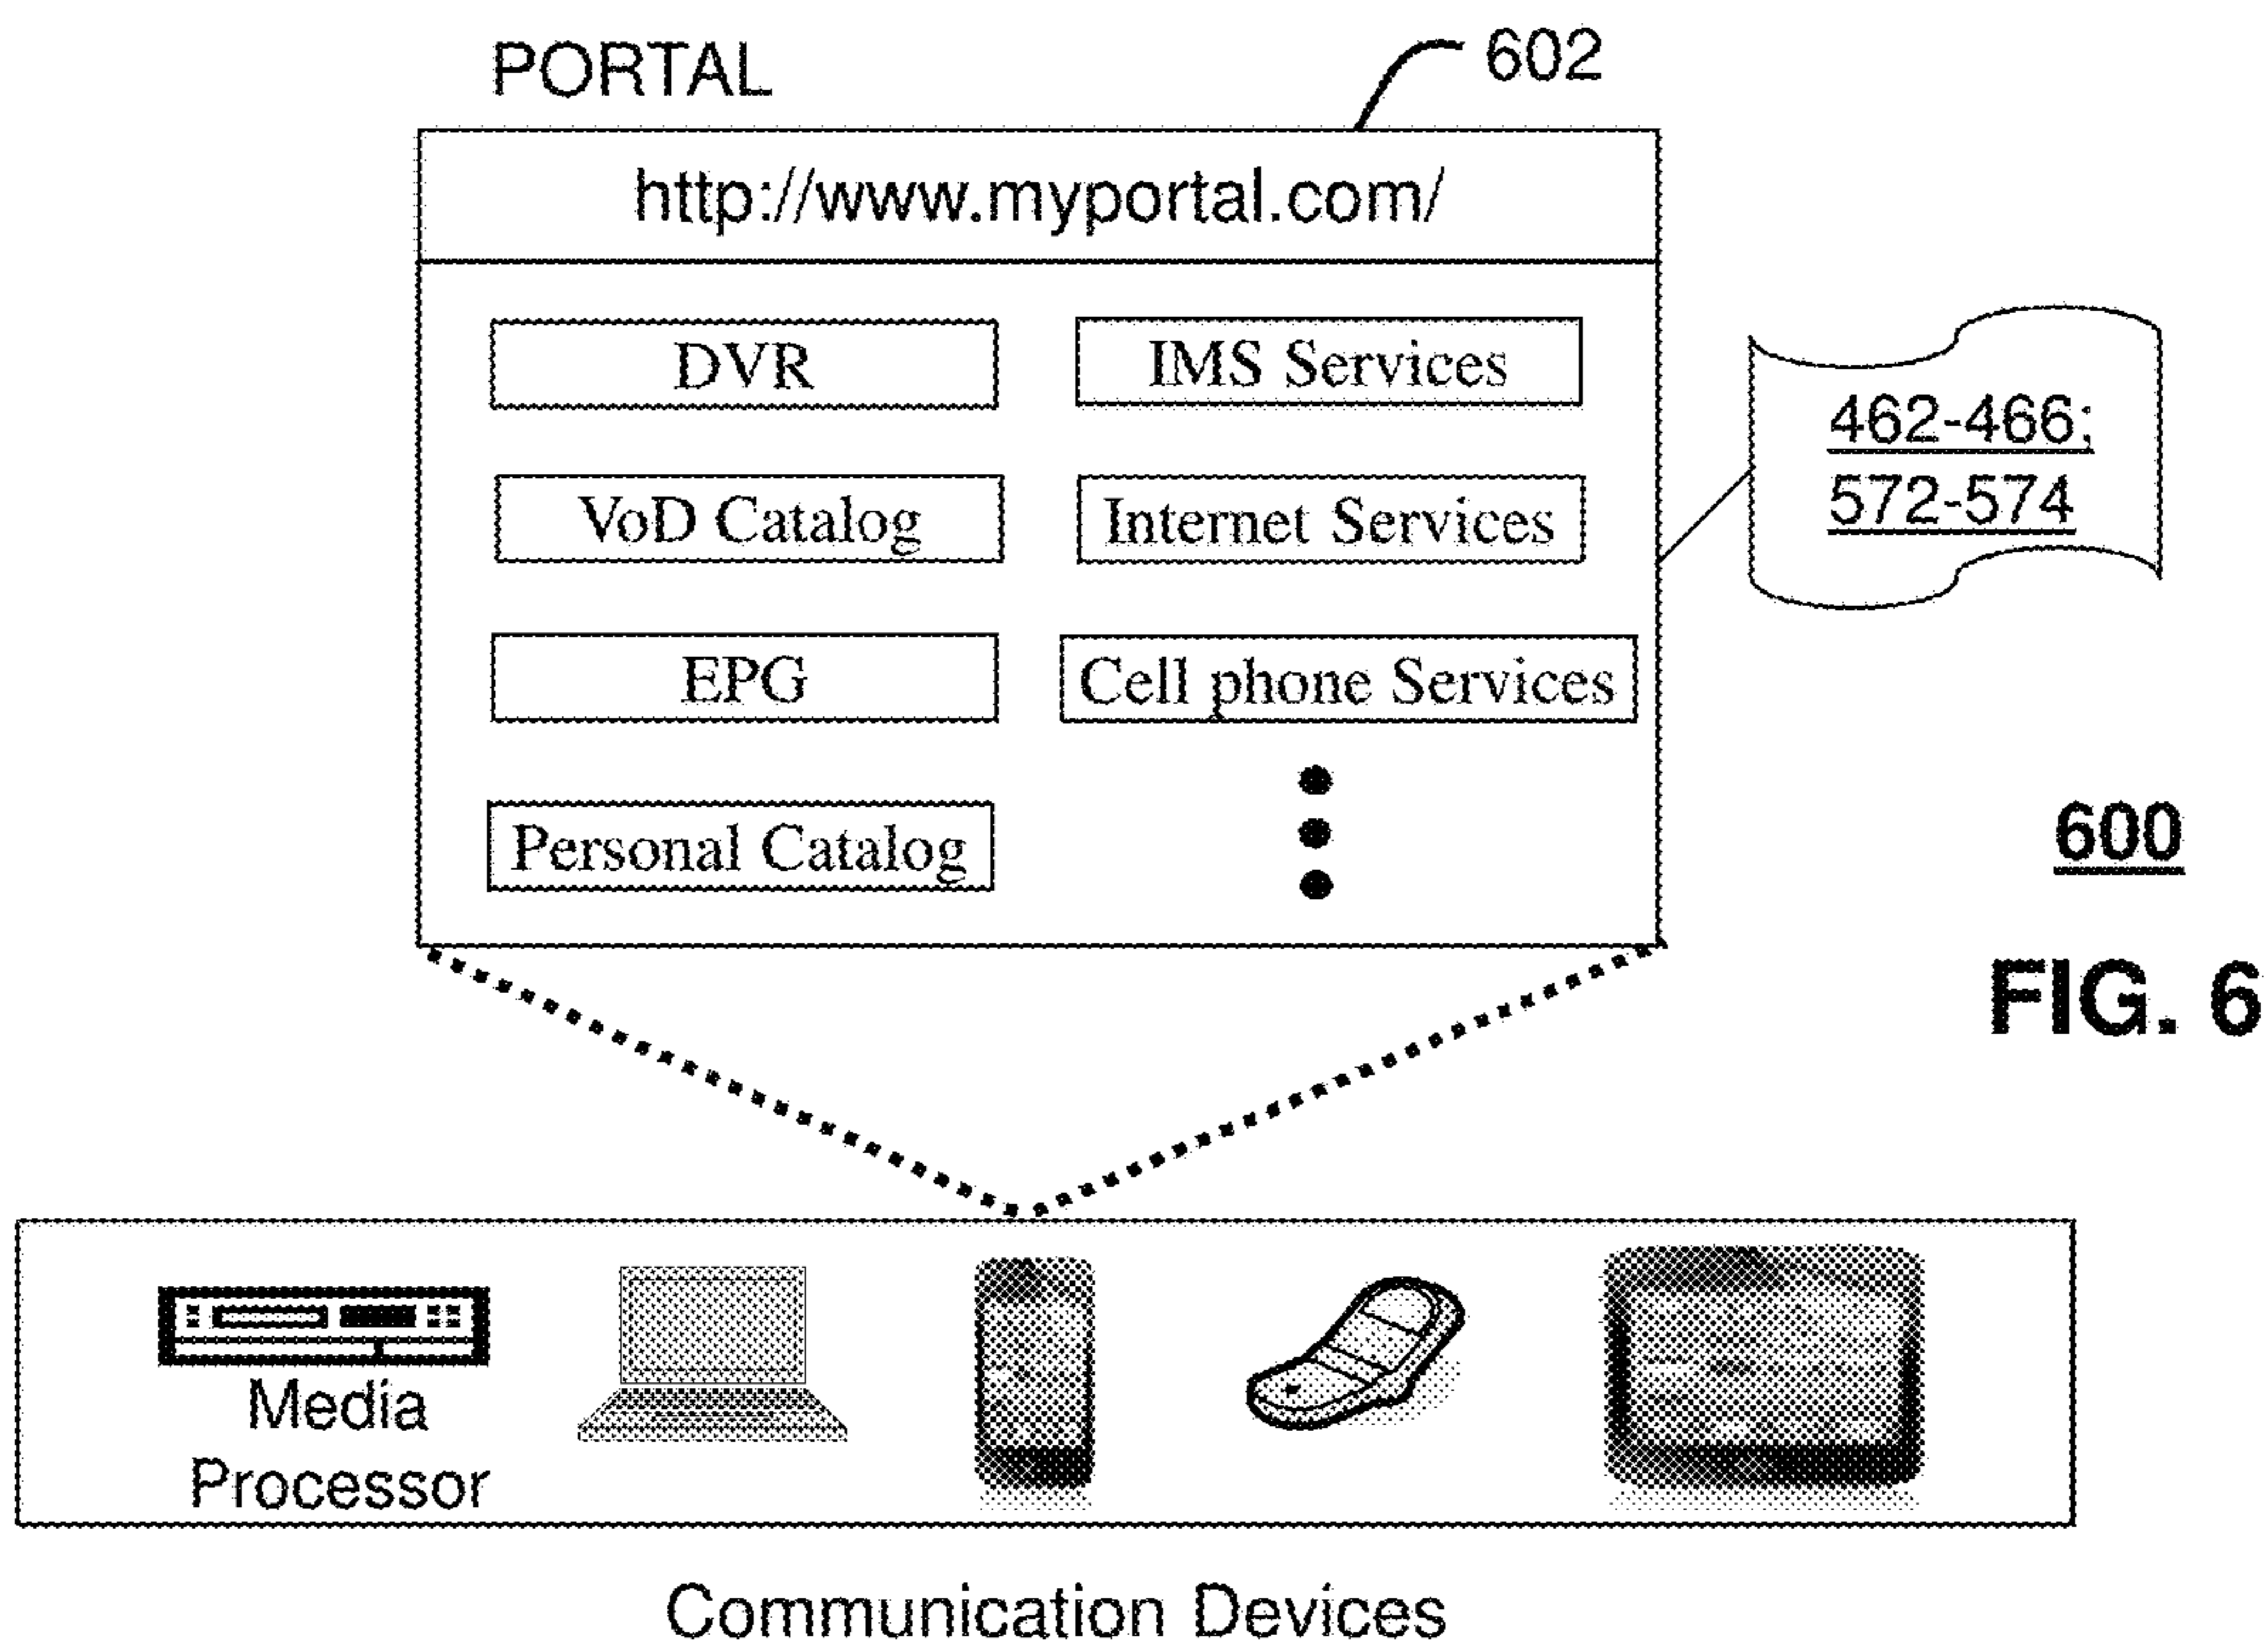 PORTAL
602
http://www.myportal.com/
DVR
IMS Services
VoD Catalog
Internet Services
EPG
Cell phone Services
Personal Catalog
462-466;
572-574
600
FIG. 6
Media
Processor
Communication Devices